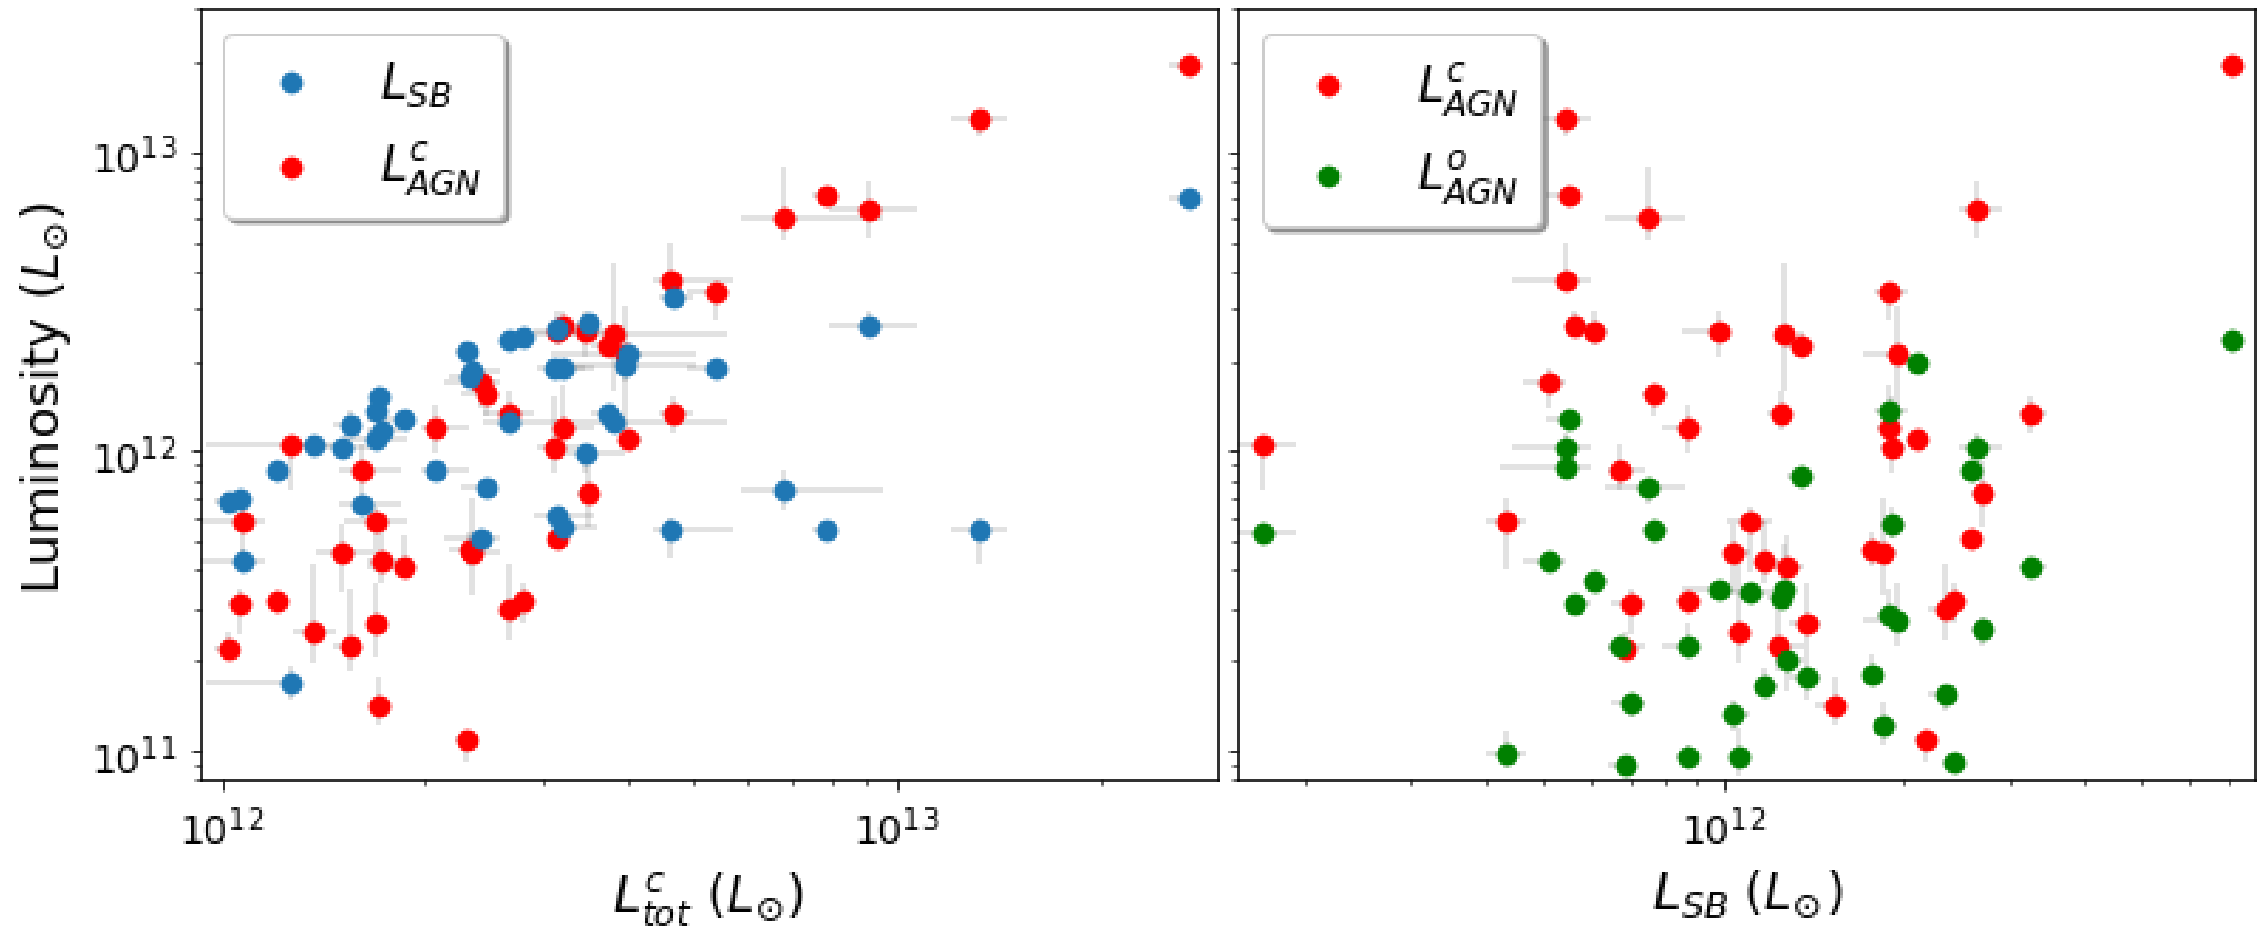 L_SB
L^c_AGN
L^c_AGN
L^o_AGN
Luminosity (L_⊙)
10^13
10^12
10^11
10^12
10^13
10^12
L^c_tot (L_⊙)
L_SB (L_⊙)